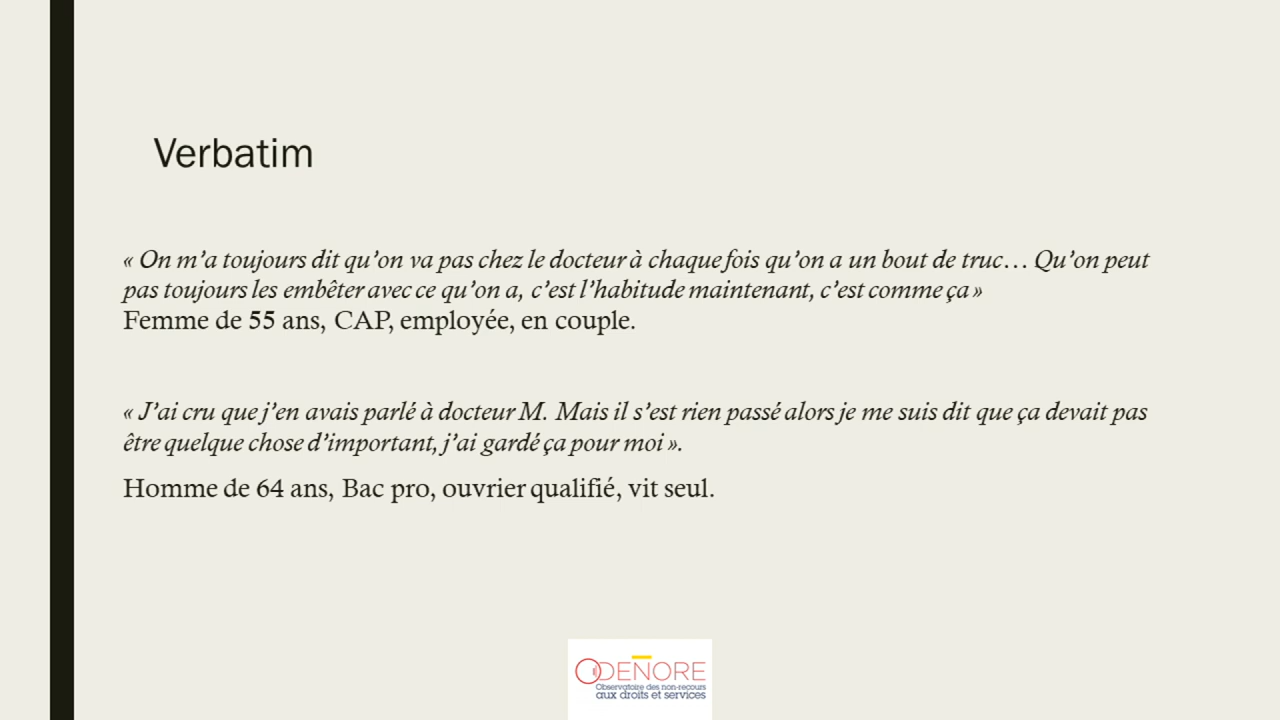 Verbatim
« On m’a toujours dit qu’on va pas chez le docteur à chaque fois qu’on a un bout de truc… Qu’on peut
pas toujours les embêter avec ce qu’on a, c’est l’habitude maintenant, c’est comme ça »
Femme de 55 ans, CAP, employée, en couple.
« J’ai cru que j’en avais parlé à docteur M. Mais il s’est rien passé alors je me suis dit que ça devait pas
être quelque chose d’important, j’ai gardé ça pour moi ».
Homme de 64 ans, Bac pro, ouvrier qualifié, vit seul.
ODENORE
Observatoire des non-recours
aux droits et services